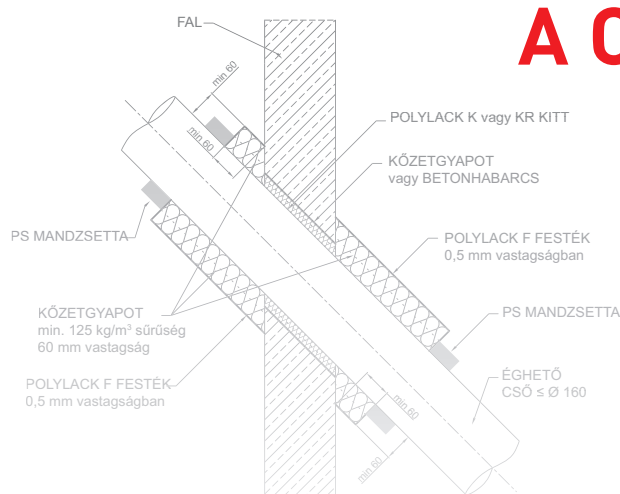 A C
FAL
min 60
min 60
POLYLACK K vagy KR KITT
KŐZETGYAPOT
vagy BETONHABARCS
PS MANDZSETTA
POLYLACK F FESTÉK
0,5 mm vastagságban
KŐZETGYAPOT
min. 125 kg/m³ sűrűség
60 mm vastagság
PS MANDZSETTA
POLYLACK F FESTÉK
0,5 mm vastagságban
ÉGHETŐ
CSŐ ≤ Ø 160
min 60
min 60